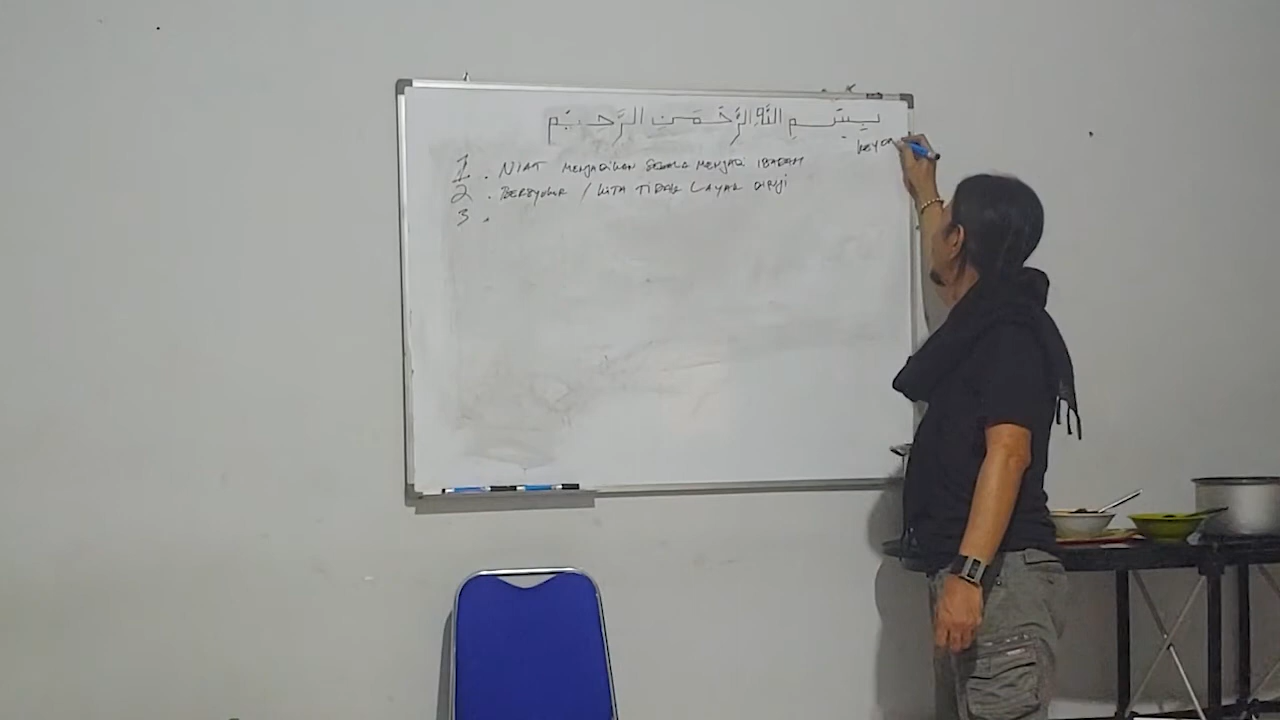 بِسْمِ اللَّهِ الرَّحْمَنِ الرَّحِيْمِ
1. NIAT MENJADIKAN SEGALA MENJADI IBADAH
2. BERSYUKUR / KITA TIDAK LAYAK DIPUJI
3.